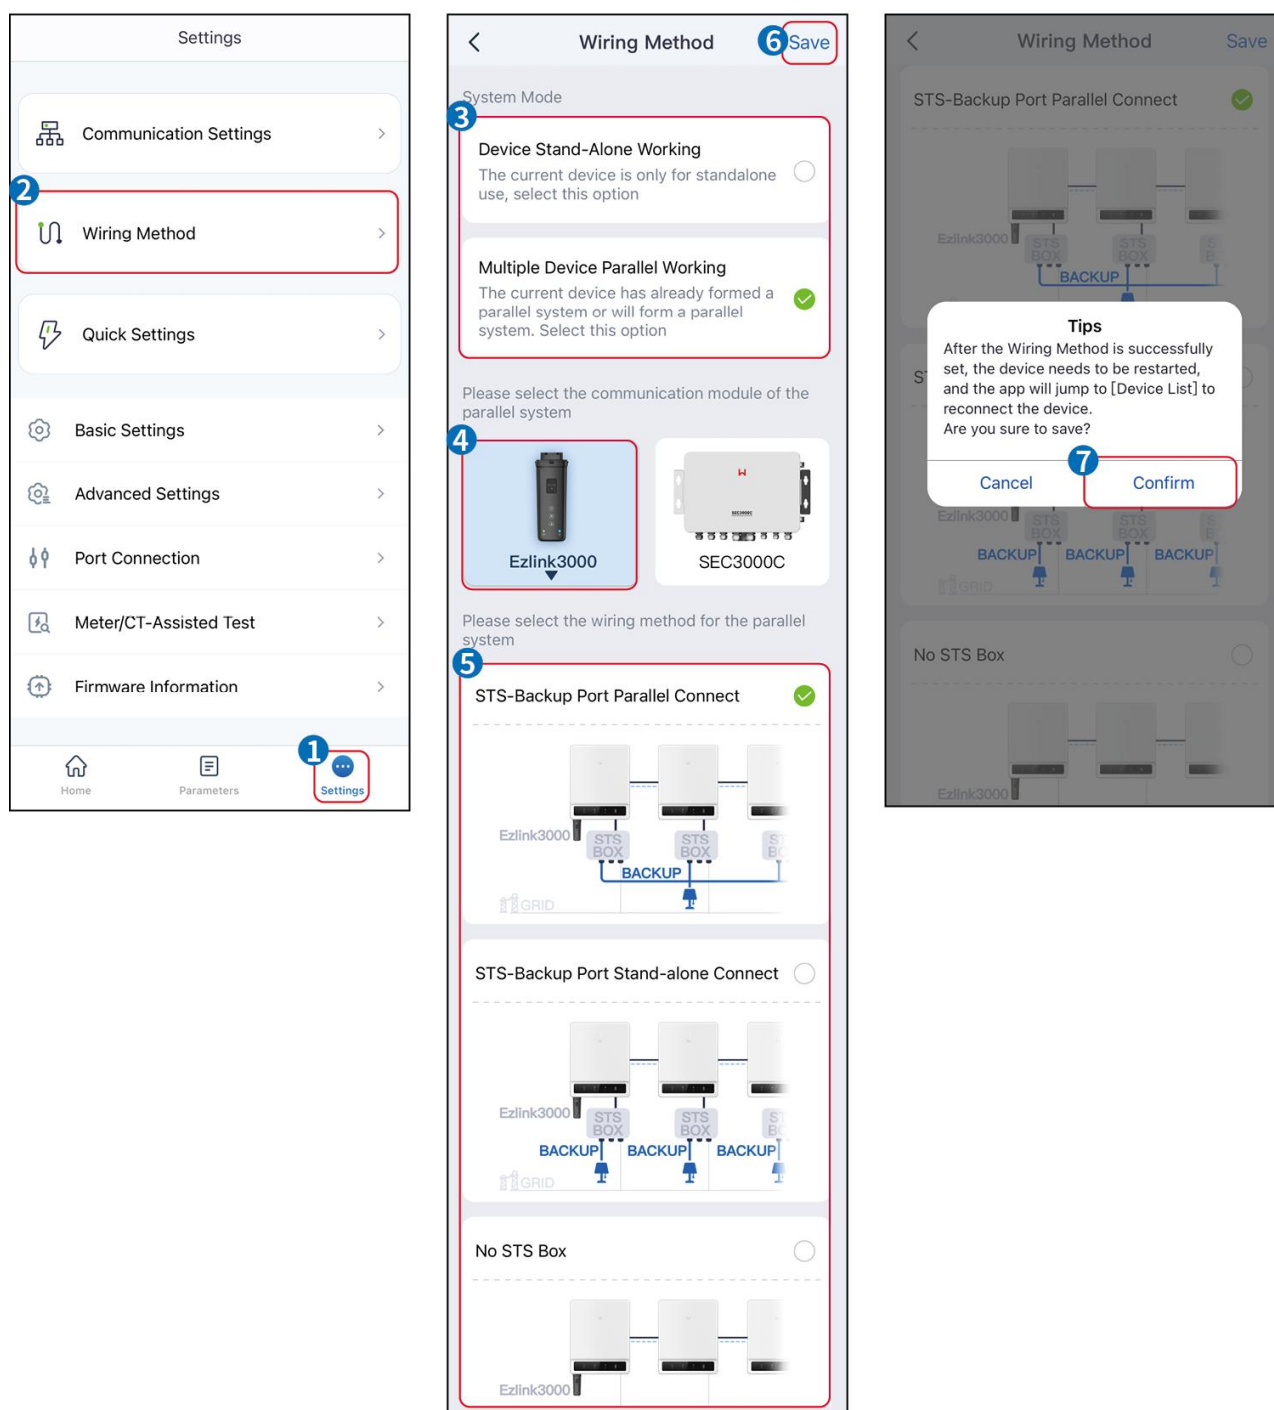 Settings
Communication Settings
2
Wiring Method
Quick Settings
Basic Settings
Advanced Settings
Port Connection
Meter/CT-Assisted Test
Firmware Information
1
Home
Parameters
Settings
Wiring Method
6
Save
System Mode
3
Device Stand-Alone Working
The current device is only for standalone
use, select this option
Multiple Device Parallel Working
The current device has already formed a
parallel system or will form a parallel
system. Select this option
Please select the communication module of the
parallel system
4
Ezlink3000
SEC3000C
SEC3000C
Please select the wiring method for the parallel
system
5
STS-Backup Port Parallel Connect
Ezlink3000
STS
BOX
STS
BOX
BACKUP
GRID
STS-Backup Port Stand-alone Connect
Ezlink3000
STS
BOX
STS
BOX
BACKUP
BACKUP
BACKUP
GRID
No STS Box
Ezlink3000
Wiring Method
Save
STS-Backup Port Parallel Connect
Ezlink3000
STS
BOX
STS
BOX
BACKUP
Tips
After the Wiring Method is successfully
set, the device needs to be restarted,
and the app will jump to [Device List] to
reconnect the device.
Are you sure to save?
7
Cancel
Confirm
Ezlink3000
STS
BOX
STS
BOX
BACKUP
BACKUP
BACKUP
GRID
No STS Box
Ezlink3000